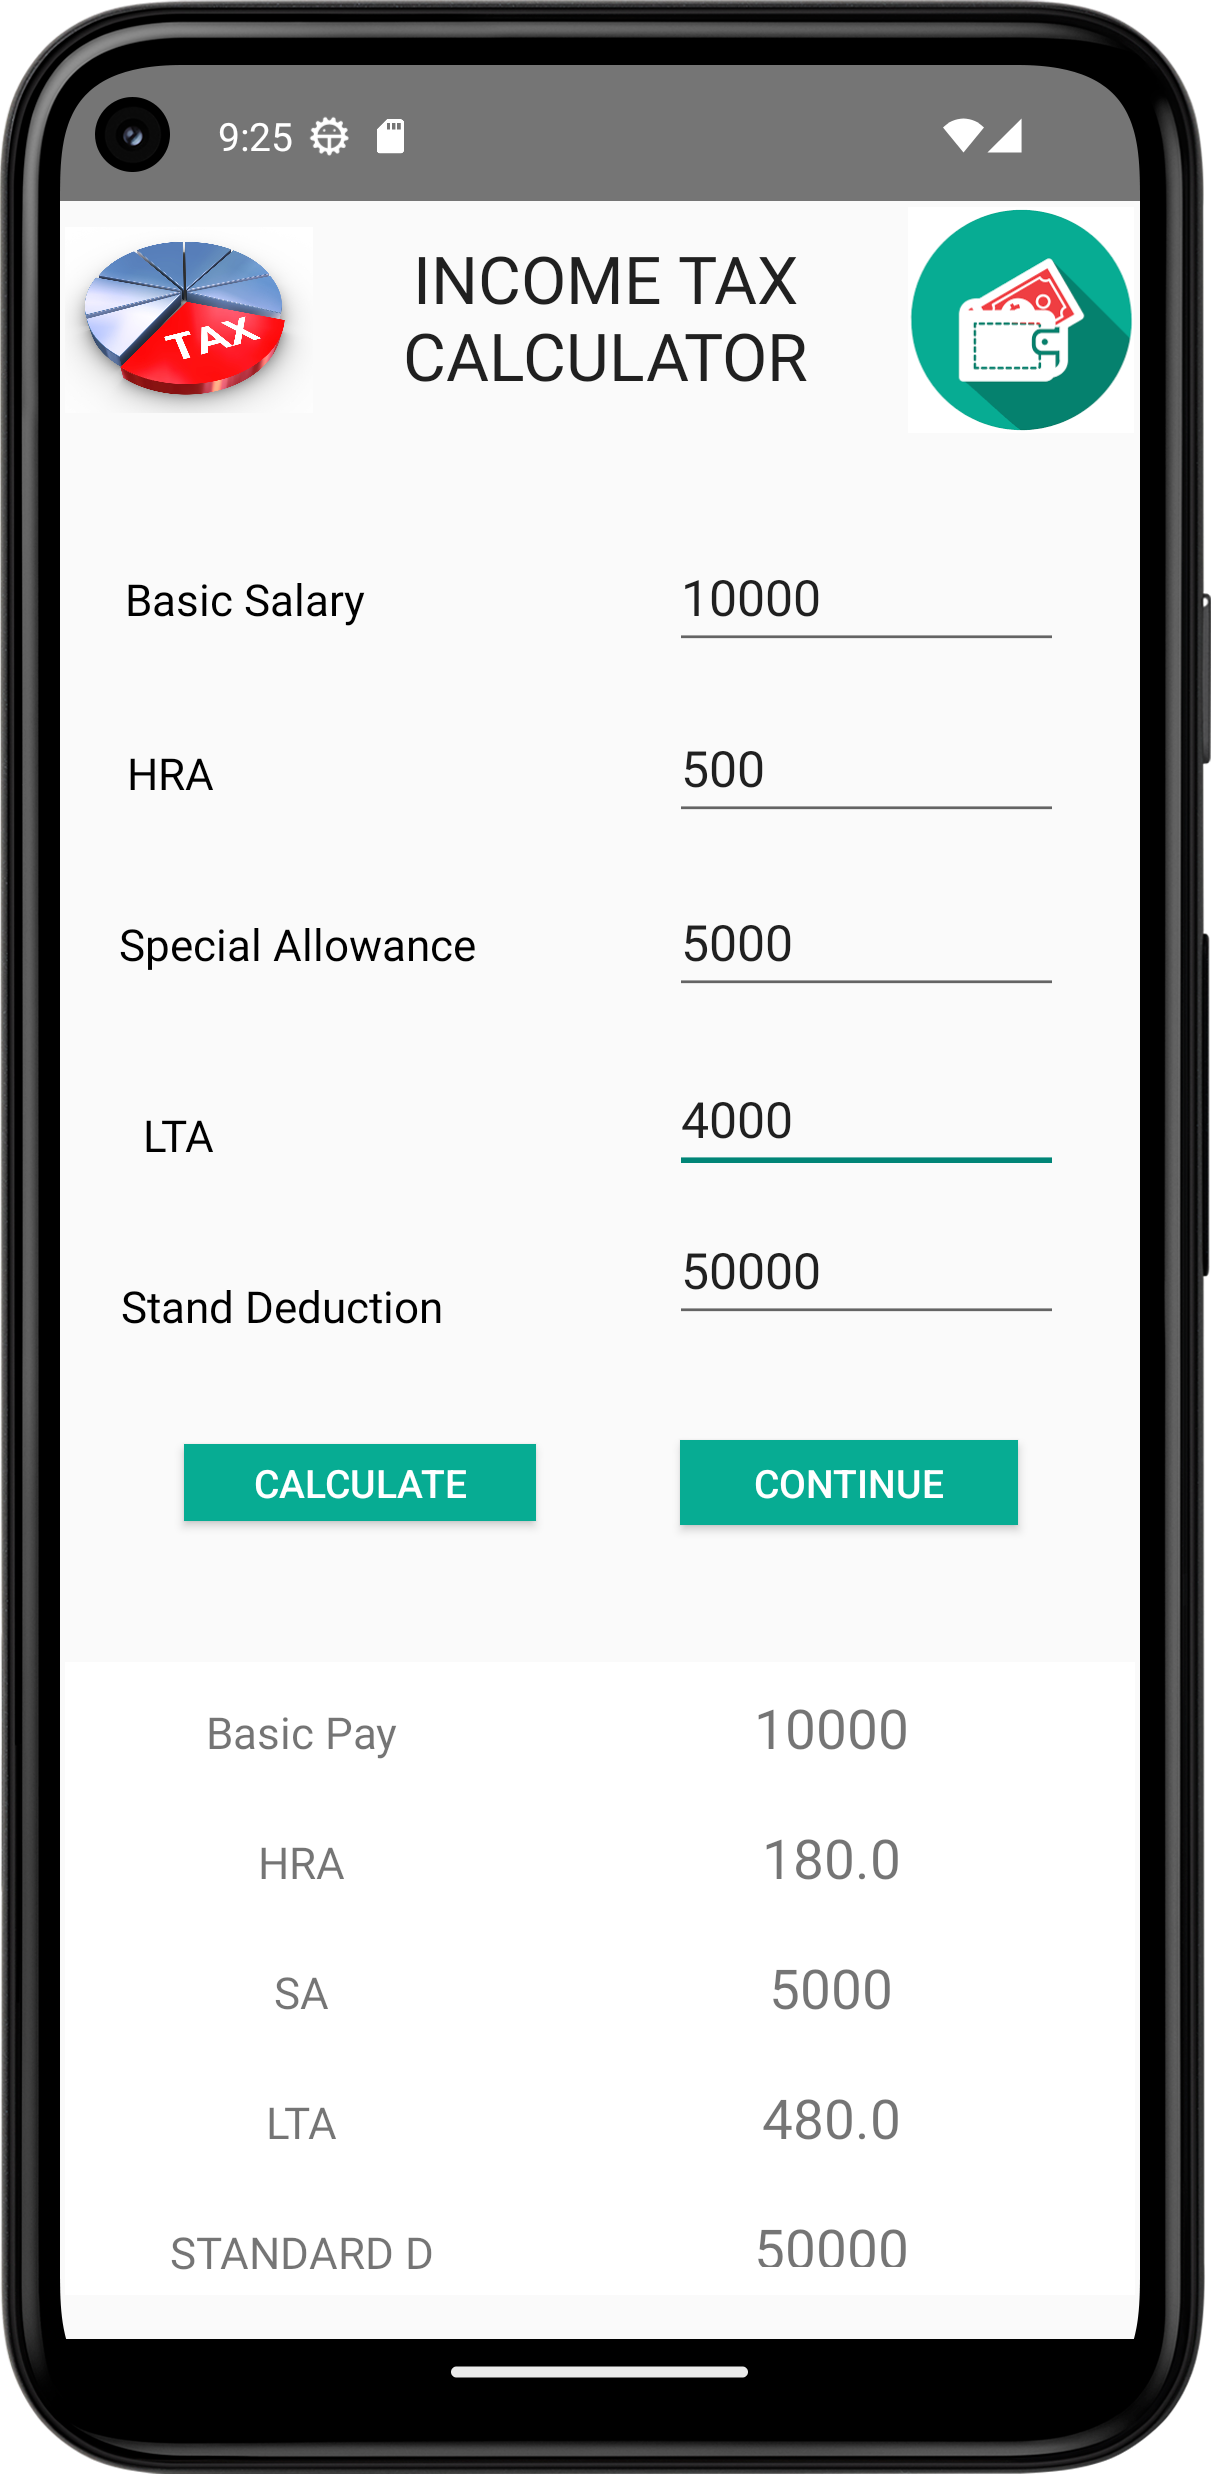 9:25
TAX
INCOME TAX
CALCULATOR
Basic Salary 10000
HRA 500
Special Allowance 5000
LTA 4000
Stand Deduction 50000
CALCULATE CONTINUE
Basic Pay 10000
HRA 180.0
SA 5000
LTA 480.0
STANDARD D 50000